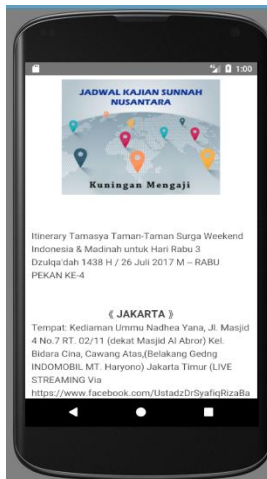 1:00
JADWAL KAJIAN SUNNAH
NUSANTARA
Kuningan Mengaji
Itinerary Tamasya Taman-Taman Surga Weekend
Indonesia & Madinah untuk Hari Rabu 3
Dzulqa'dah 1438 H / 26 Juli 2017 M – RABU
PEKAN KE-4
⟪ JAKARTA ⟫
Tempat: Kediaman Ummu Nadhea Yana, Jl. Masjid
4 No.7 RT. 02/11 (dekat Masjid Al Abror) Kel.
Bidara Cina, Cawang Atas,(Belakang Gedng
INDOMOBIL MT. Haryono) Jakarta Timur (LIVE
STREAMING Via
https://www.facebook.com/UstadzDrSyafiqRizaBa